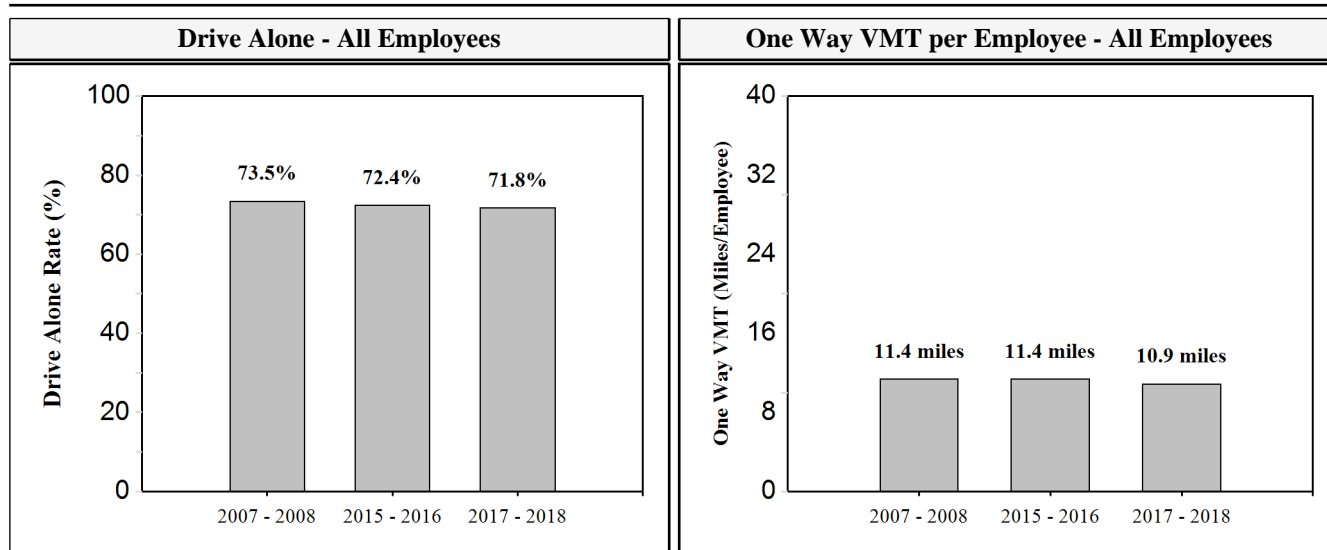 Drive Alone - All Employees
One Way VMT per Employee - All Employees
Drive Alone Rate (%)
100
80
60
40
20
0
73.5%
72.4%
71.8%
2007 - 2008
2015 - 2016
2017 - 2018
One Way VMT (Miles/Employee)
40
32
24
16
8
0
11.4 miles
11.4 miles
10.9 miles
2007 - 2008
2015 - 2016
2017 - 2018